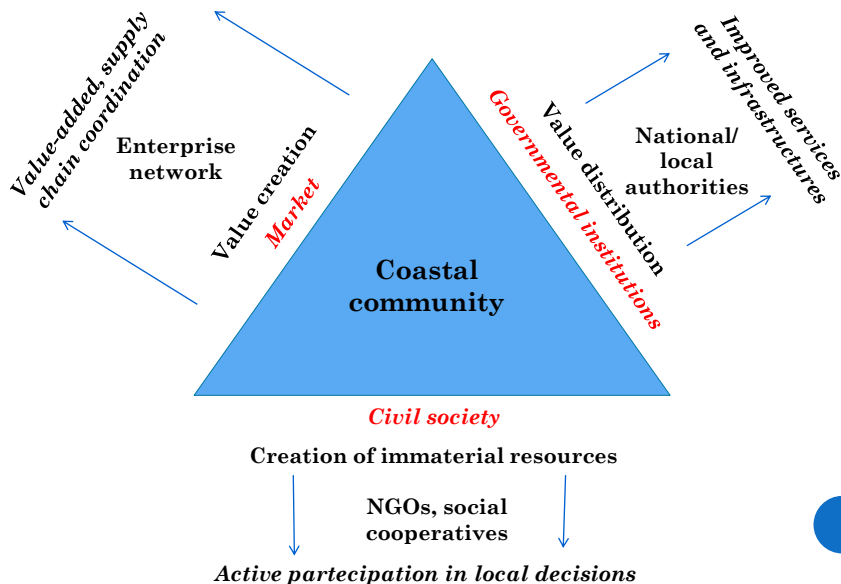 Value-added, supply
chain coordination
Enterprise
network
Value creation
Market
Coastal
community
Governmental institutions
Value distribution
National/
local
authorities
Improved services
and infrastructures
Civil society
Creation of immaterial resources
NGOs, social
cooperatives
Active partecipation in local decisions